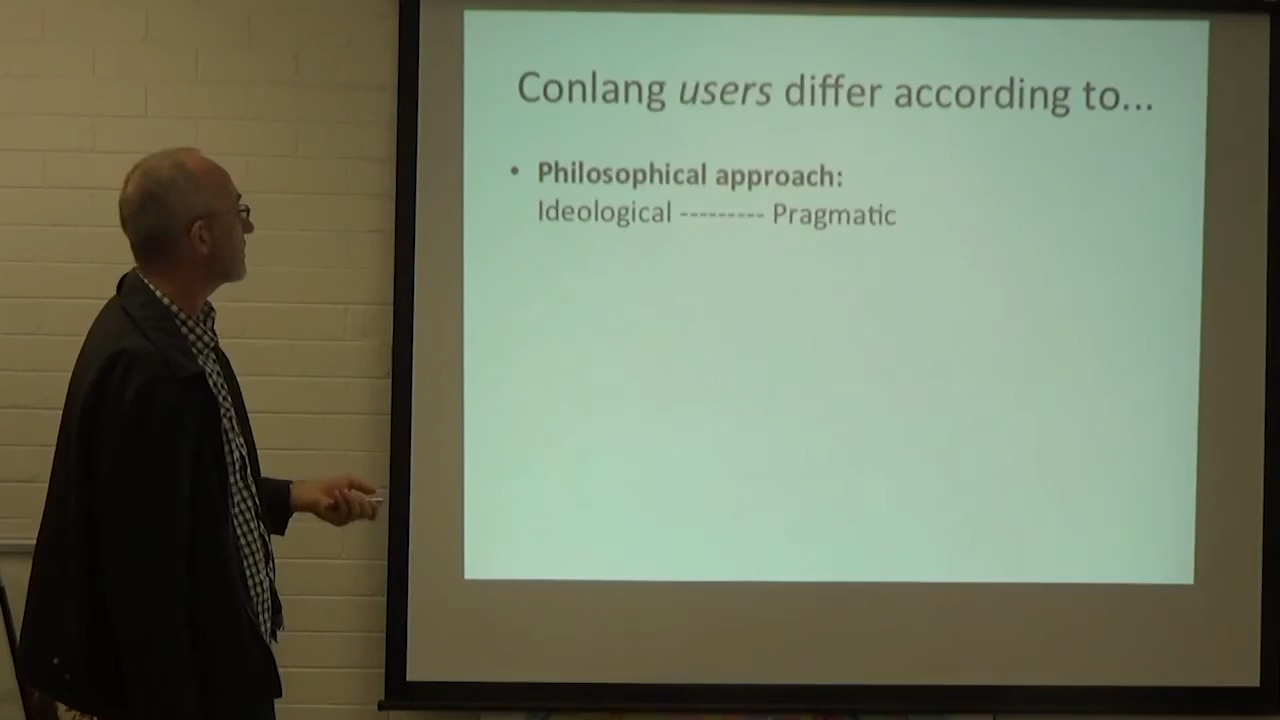 Conlang users differ according to...
• Philosophical approach:
Ideological --------- Pragmatic